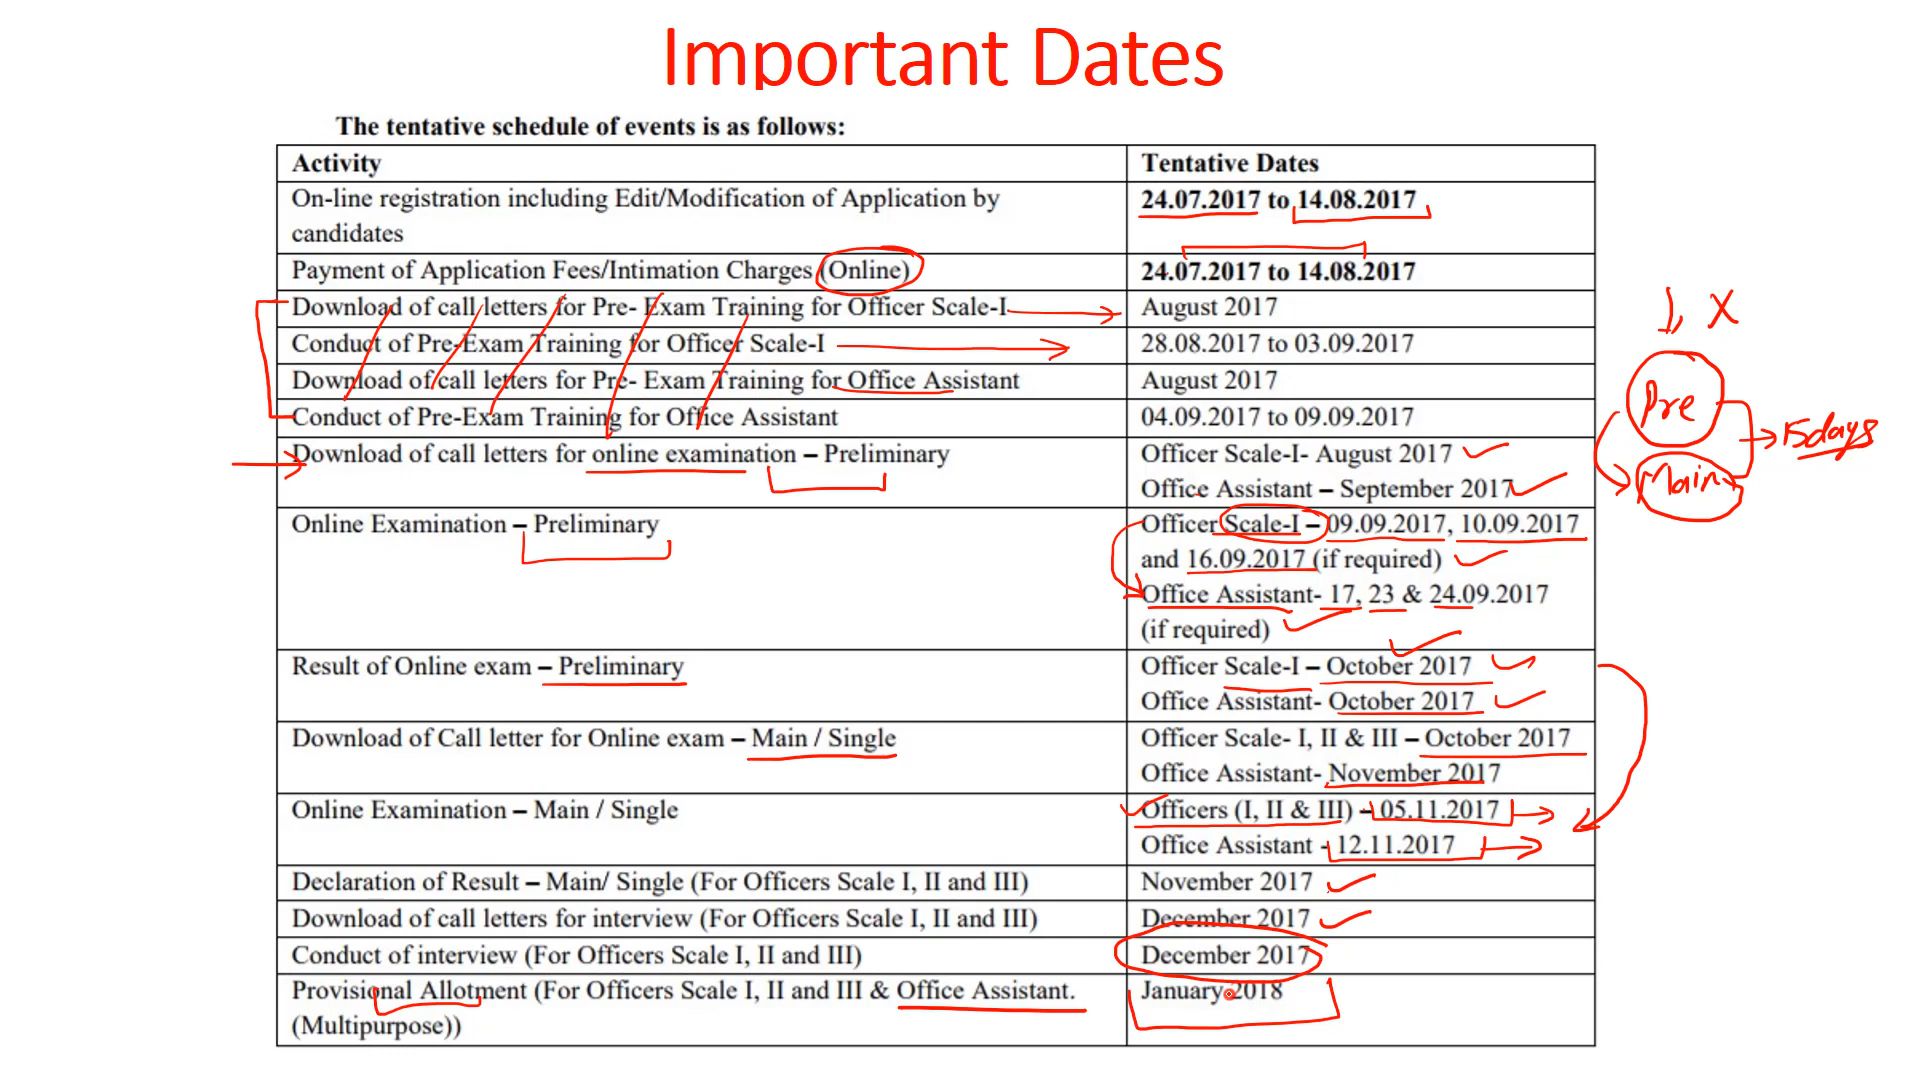 Important Dates
The tentative schedule of events is as follows:
Activity
Tentative Dates
On-line registration including Edit/Modification of Application by
candidates
24.07.2017 to 14.08.2017
Payment of Application Fees/Intimation Charges (Online)
24.07.2017 to 14.08.2017
Download of call letters for Pre- Exam Training for Officer Scale-I
August 2017
Conduct of Pre-Exam Training for Officer Scale-I
28.08.2017 to 03.09.2017
Download of call letters for Pre- Exam Training for Office Assistant
August 2017
Conduct of Pre-Exam Training for Office Assistant
04.09.2017 to 09.09.2017
Download of call letters for online examination – Preliminary
Officer Scale-I- August 2017
Office Assistant – September 2017
Online Examination – Preliminary
Officer Scale-I – 09.09.2017, 10.09.2017
and 16.09.2017 (if required)
Office Assistant- 17, 23 & 24.09.2017
(if required)
Result of Online exam – Preliminary
Officer Scale-I – October 2017
Office Assistant- October 2017
Download of Call letter for Online exam – Main / Single
Officer Scale- I, II & III – October 2017
Office Assistant- November 2017
Online Examination – Main / Single
Officers (I, II & III) – 05.11.2017
Office Assistant - 12.11.2017
Declaration of Result – Main/ Single (For Officers Scale I, II and III)
November 2017
Download of call letters for interview (For Officers Scale I, II and III)
December 2017
Conduct of interview (For Officers Scale I, II and III)
December 2017
Provisional Allotment (For Officers Scale I, II and III & Office Assistant.
(Multipurpose))
January 2018
X
Pre
15days
Main